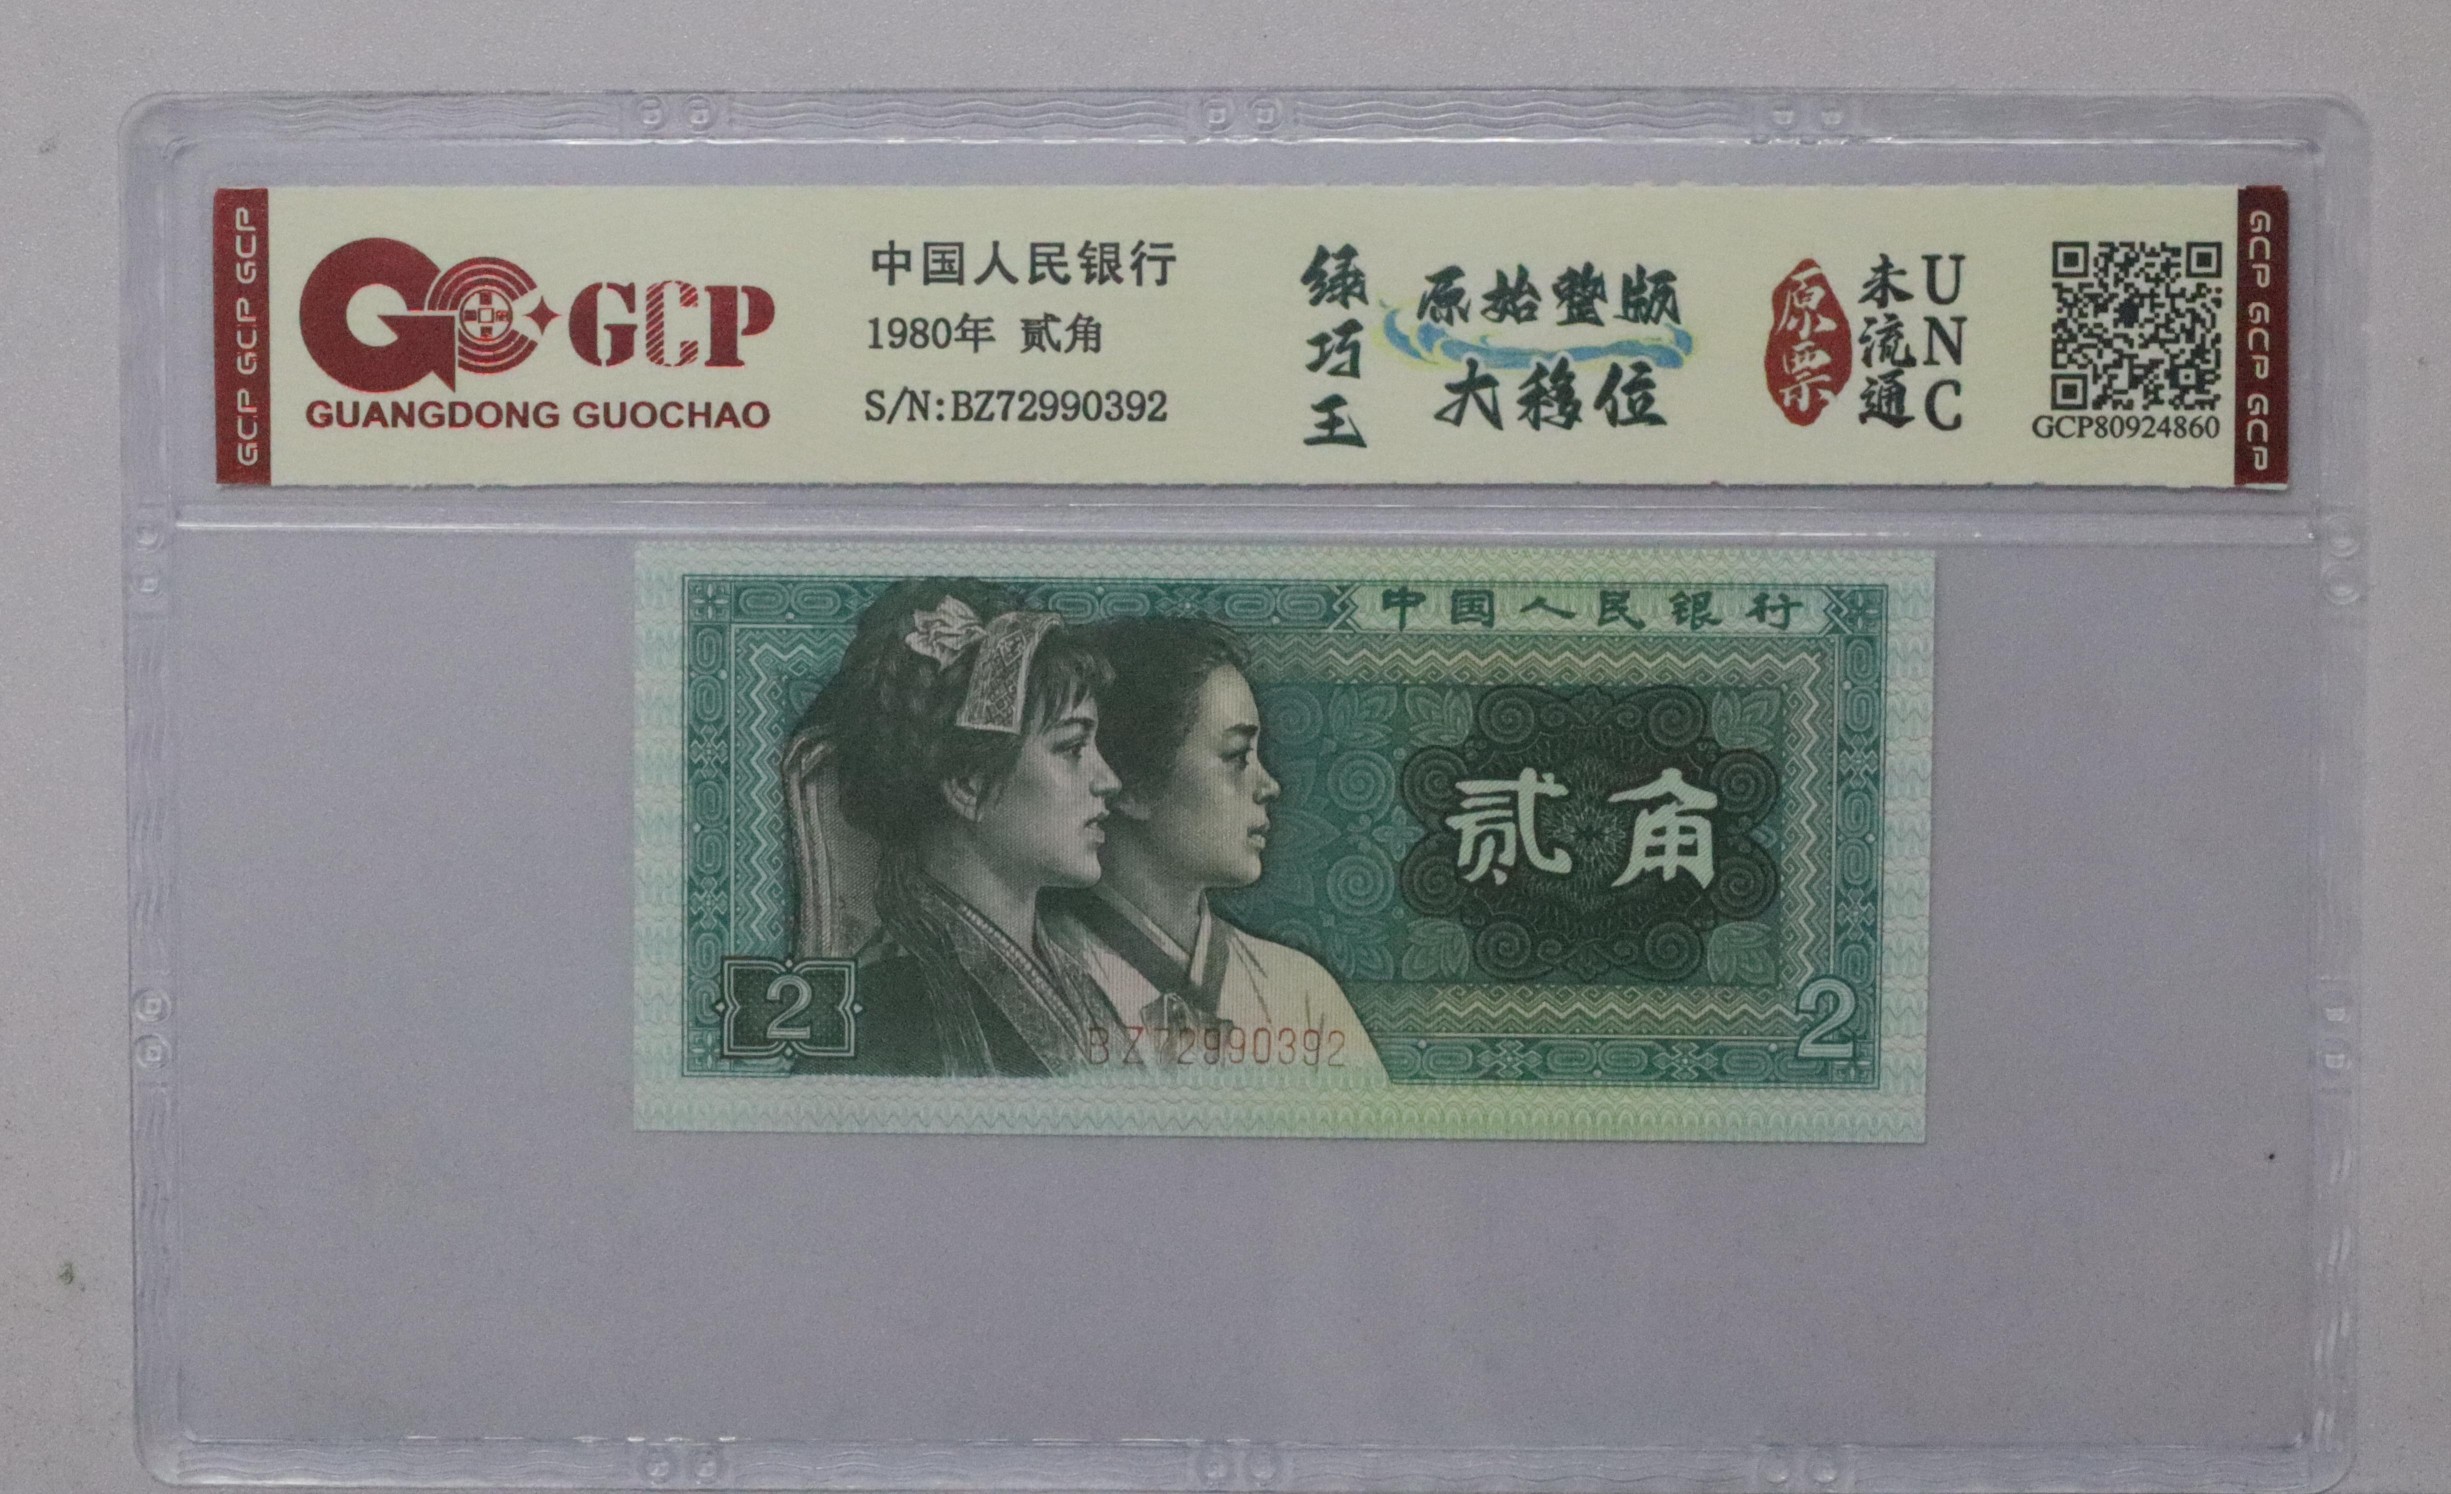 GCP GCP GCP
GCP
GUANGDONG GUOCHAO
中国人民银行
1980年 贰角
S/N:BZ72990392
绿巧王
原始整版
大移位
原票
未流通
UNC
GCP80924860
GCP GCP GCP
中国人民银行
贰角
2
BZ72990392
2